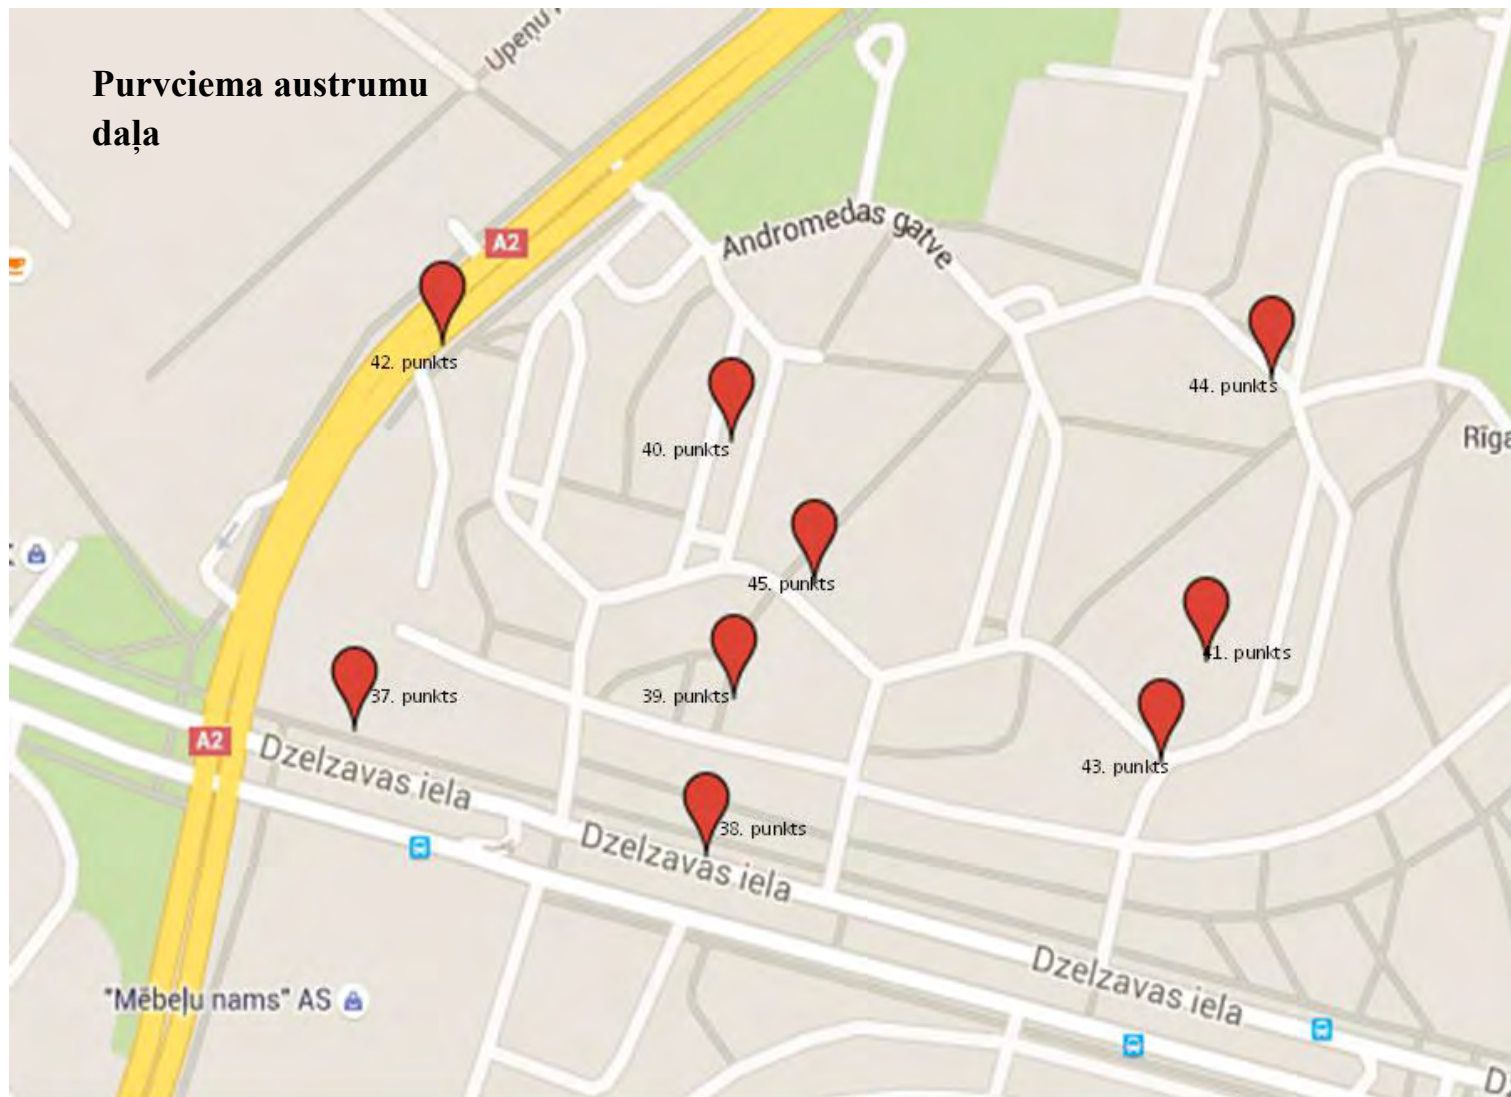 Purvciema austrumu
daļa
Upeņu
A2
Andromedas gatve
42. punkts
44. punkts
40. punkts
Rīga
45. punkts
41. punkts
37. punkts
39. punkts
A2
43. punkts
Dzelzavas iela
38. punkts
Dzelzavas iela
Dzelzavas iela
"Mēbeļu nams" AS